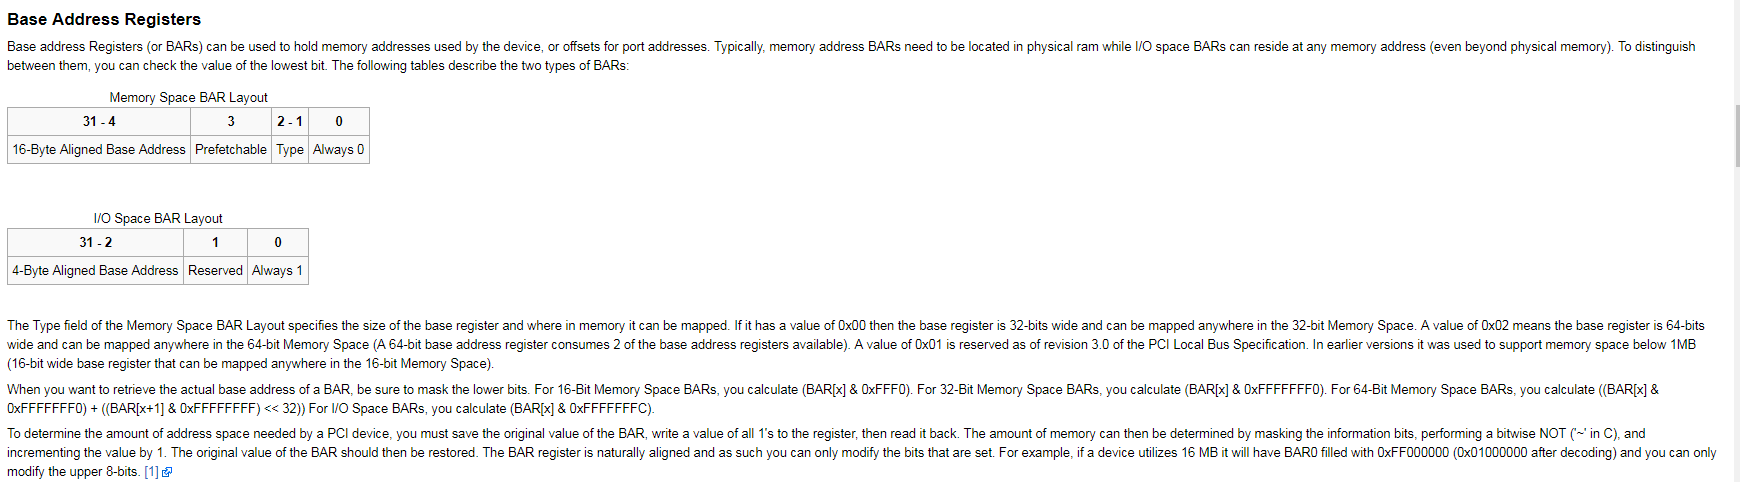 Base Address Registers
Base address Registers (or BARs) can be used to hold memory addresses used by the device, or offsets for port addresses. Typically, memory address BARs need to be located in physical ram while I/O space BARs can reside at any memory address (even beyond physical memory). To distinguish
between them, you can check the value of the lowest bit. The following tables describe the two types of BARs:
Memory Space BAR Layout
31 - 4 3 2 - 1 0
16-Byte Aligned Base Address Prefetchable Type Always 0
I/O Space BAR Layout
31 - 2 1 0
4-Byte Aligned Base Address Reserved Always 1
The Type field of the Memory Space BAR Layout specifies the size of the base register and where in memory it can be mapped. If it has a value of 0x00 then the base register is 32-bits wide and can be mapped anywhere in the 32-bit Memory Space. A value of 0x02 means the base register is 64-bits
wide and can be mapped anywhere in the 64-bit Memory Space (A 64-bit base address register consumes 2 of the base address registers available). A value of 0x01 is reserved as of revision 3.0 of the PCI Local Bus Specification. In earlier versions it was used to support memory space below 1MB
(16-bit wide base register that can be mapped anywhere in the 16-bit Memory Space).
When you want to retrieve the actual base address of a BAR, be sure to mask the lower bits. For 16-Bit Memory Space BARs, you calculate (BAR[x] & 0xFFF0). For 32-Bit Memory Space BARs, you calculate (BAR[x] & 0xFFFFFFF0). For 64-Bit Memory Space BARs, you calculate ((BAR[x] &
0xFFFFFFF0) + ((BAR[x+1] & 0xFFFFFFFF) << 32)) For I/O Space BARs, you calculate (BAR[x] & 0xFFFFFFFC).
To determine the amount of address space needed by a PCI device, you must save the original value of the BAR, write a value of all 1's to the register, then read it back. The amount of memory can then be determined by masking the information bits, performing a bitwise NOT ('~' in C), and
incrementing the value by 1. The original value of the BAR should then be restored. The BAR register is naturally aligned and as such you can only modify the bits that are set. For example, if a device utilizes 16 MB it will have BAR0 filled with 0xFF000000 (0x01000000 after decoding) and you can only
modify the upper 8-bits. [1]